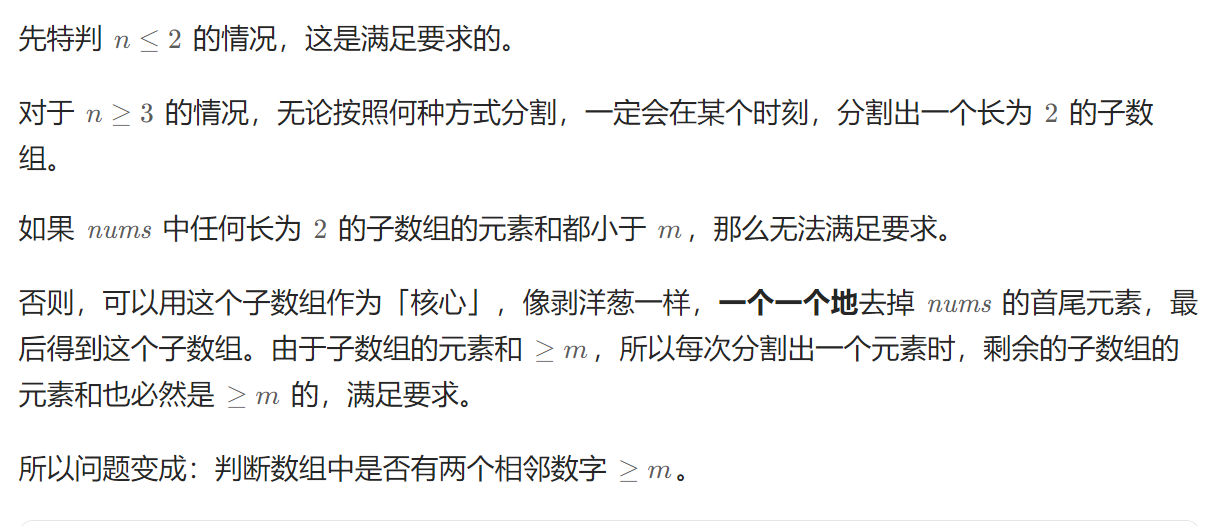 先特判 n ≤ 2 的情况，这是满足要求的。
对于 n ≥ 3 的情况，无论按照何种方式分割，一定会在某个时刻，分割出一个长为 2 的子数
组。
如果 nums 中任何长为 2 的子数组的元素和都小于 m，那么无法满足要求。
否则，可以用这个子数组作为「核心」，像剥洋葱一样，一个一个地去掉 nums 的首尾元素，最
后得到这个子数组。由于子数组的元素和 ≥ m，所以每次分割出一个元素时，剩余的子数组的
元素和也必然是 ≥ m 的，满足要求。
所以问题变成：判断数组中是否有两个相邻数字 ≥ m。